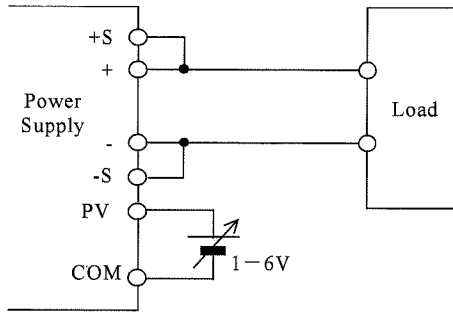 +S
+
Power
Supply
Load
-
-S
PV
COM
1－6V